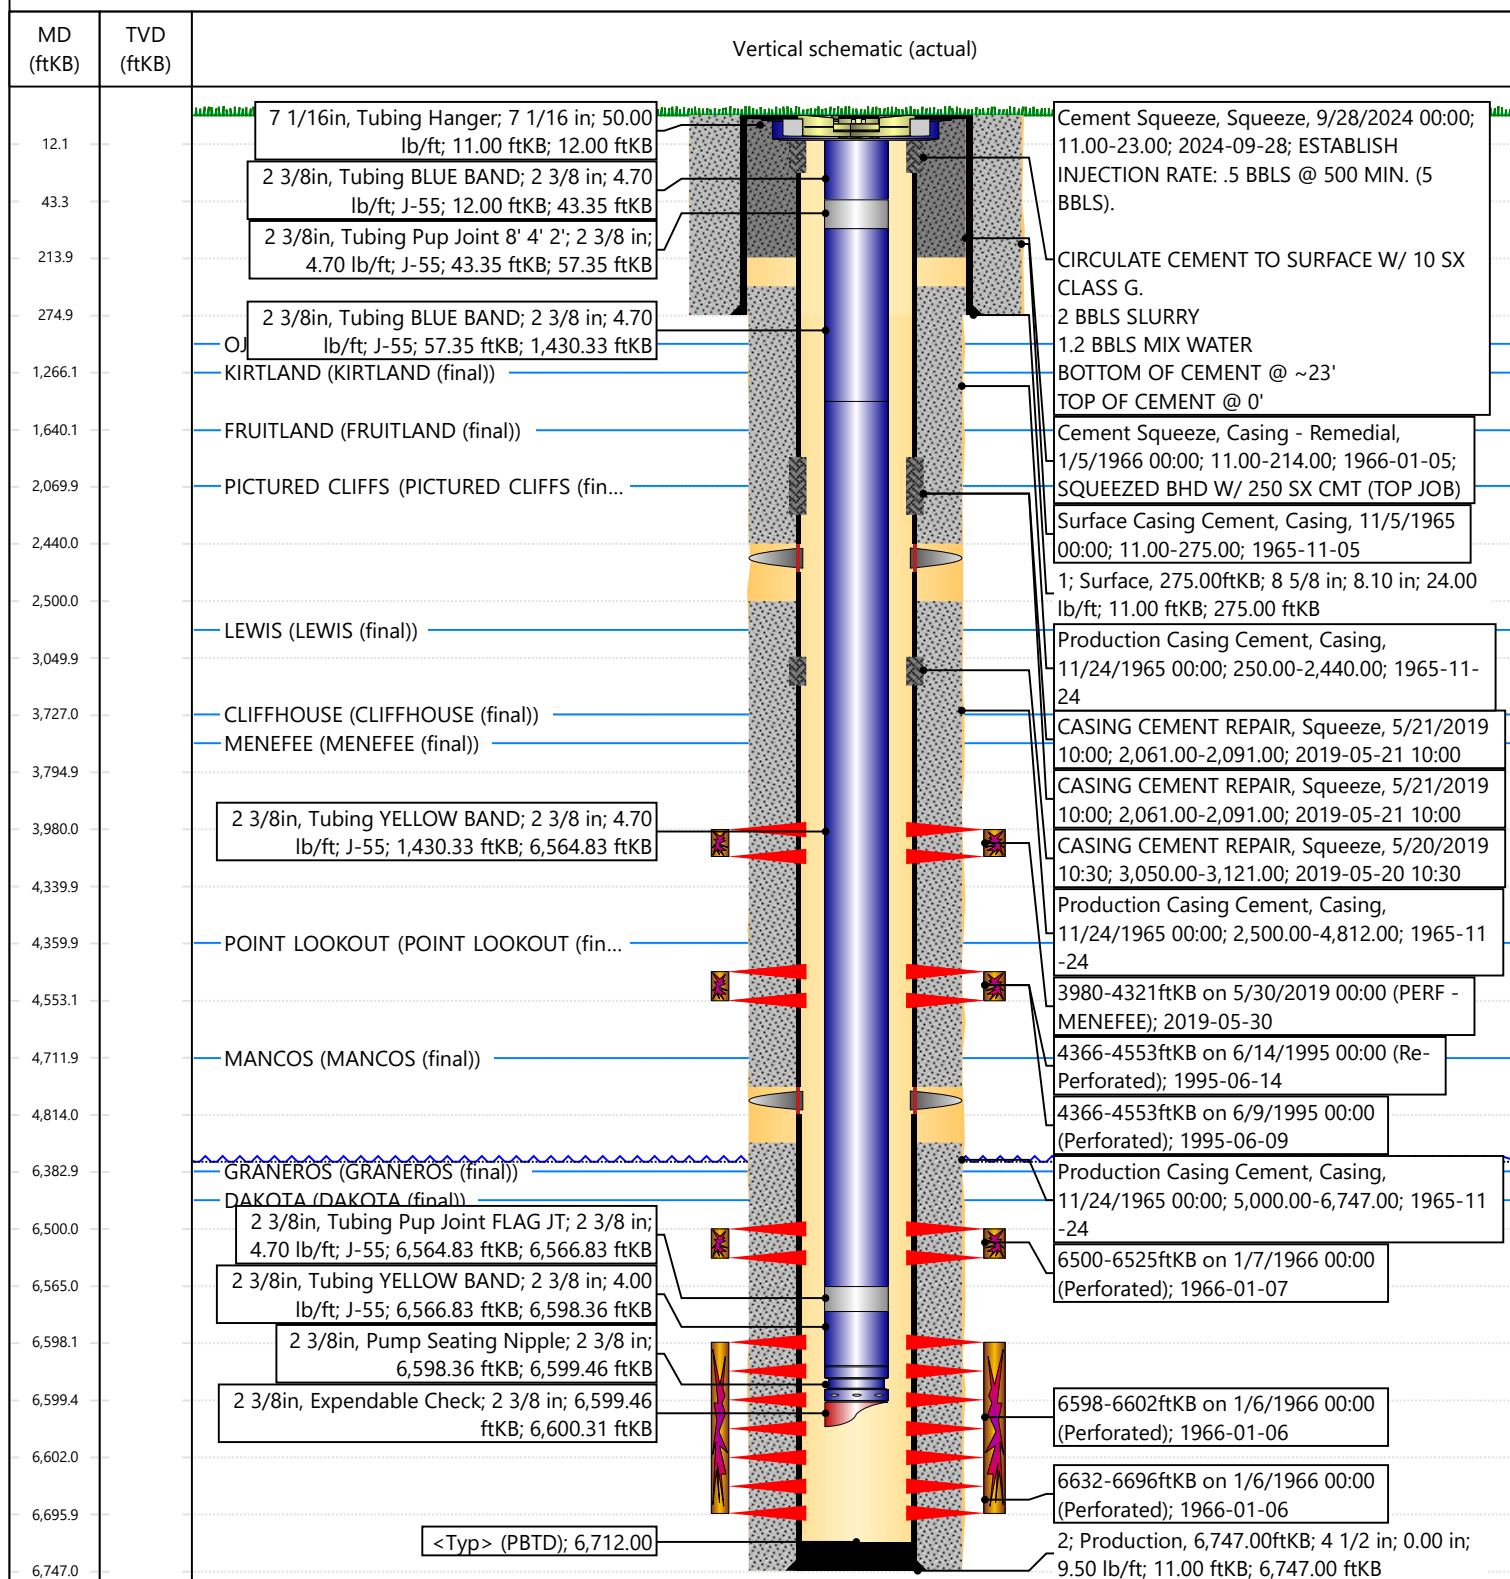 MD
(ftKB)
TVD
(ftKB)
Vertical schematic (actual)
12.1
43.3
213.9
274.9
1,266.1
1,640.1
2,069.9
2,440.0
2,500.0
3,049.9
3,727.0
3,794.9
3,980.0
4,339.9
4,359.9
4,553.1
4,711.9
4,814.0
6,382.9
6,500.0
6,565.0
6,598.1
6,599.4
6,602.0
6,695.9
6,747.0
7 1/16in, Tubing Hanger; 7 1/16 in; 50.00
lb/ft; 11.00 ftKB; 12.00 ftKB
2 3/8in, Tubing BLUE BAND; 2 3/8 in; 4.70
lb/ft; J-55; 12.00 ftKB; 43.35 ftKB
2 3/8in, Tubing Pup Joint 8' 4' 2'; 2 3/8 in;
4.70 lb/ft; J-55; 43.35 ftKB; 57.35 ftKB
2 3/8in, Tubing BLUE BAND; 2 3/8 in; 4.70
lb/ft; J-55; 57.35 ftKB; 1,430.33 ftKB
OJ
KIRTLAND (KIRTLAND (final))
FRUITLAND (FRUITLAND (final))
PICTURED CLIFFS (PICTURED CLIFFS (fin...
LEWIS (LEWIS (final))
CLIFFHOUSE (CLIFFHOUSE (final))
MENEFEE (MENEFEE (final))
2 3/8in, Tubing YELLOW BAND; 2 3/8 in; 4.70
lb/ft; J-55; 1,430.33 ftKB; 6,564.83 ftKB
POINT LOOKOUT (POINT LOOKOUT (fin...
MANCOS (MANCOS (final))
GRANEROS (GRANEROS (final))
DAKOTA (DAKOTA (final))
2 3/8in, Tubing Pup Joint FLAG JT; 2 3/8 in;
4.70 lb/ft; J-55; 6,564.83 ftKB; 6,566.83 ftKB
2 3/8in, Tubing YELLOW BAND; 2 3/8 in; 4.00
lb/ft; J-55; 6,566.83 ftKB; 6,598.36 ftKB
2 3/8in, Pump Seating Nipple; 2 3/8 in;
6,598.36 ftKB; 6,599.46 ftKB
2 3/8in, Expendable Check; 2 3/8 in; 6,599.46
ftKB; 6,600.31 ftKB
<Typ> (PBTD); 6,712.00
Cement Squeeze, Squeeze, 9/28/2024 00:00;
11.00-23.00; 2024-09-28; ESTABLISH
INJECTION RATE: .5 BBLS @ 500 MIN. (5
BBLS).
CIRCULATE CEMENT TO SURFACE W/ 10 SX
CLASS G.
2 BBLS SLURRY
1.2 BBLS MIX WATER
BOTTOM OF CEMENT @ ~23'
TOP OF CEMENT @ 0'
Cement Squeeze, Casing - Remedial,
1/5/1966 00:00; 11.00-214.00; 1966-01-05;
SQUEEZED BHD W/ 250 SX CMT (TOP JOB)
Surface Casing Cement, Casing, 11/5/1965
00:00; 11.00-275.00; 1965-11-05
1; Surface, 275.00ftKB; 8 5/8 in; 8.10 in; 24.00
lb/ft; 11.00 ftKB; 275.00 ftKB
Production Casing Cement, Casing,
11/24/1965 00:00; 250.00-2,440.00; 1965-11-
24
CASING CEMENT REPAIR, Squeeze, 5/21/2019
10:00; 2,061.00-2,091.00; 2019-05-21 10:00
CASING CEMENT REPAIR, Squeeze, 5/21/2019
10:00; 2,061.00-2,091.00; 2019-05-21 10:00
CASING CEMENT REPAIR, Squeeze, 5/20/2019
10:30; 3,050.00-3,121.00; 2019-05-20 10:30
Production Casing Cement, Casing,
11/24/1965 00:00; 2,500.00-4,812.00; 1965-11
-24
3980-4321ftKB on 5/30/2019 00:00 (PERF -
MENEFEE); 2019-05-30
4366-4553ftKB on 6/14/1995 00:00 (Re-
Perforated); 1995-06-14
4366-4553ftKB on 6/9/1995 00:00
(Perforated); 1995-06-09
Production Casing Cement, Casing,
11/24/1965 00:00; 5,000.00-6,747.00; 1965-11
-24
6500-6525ftKB on 1/7/1966 00:00
(Perforated); 1966-01-07
6598-6602ftKB on 1/6/1966 00:00
(Perforated); 1966-01-06
6632-6696ftKB on 1/6/1966 00:00
(Perforated); 1966-01-06
2; Production, 6,747.00ftKB; 4 1/2 in; 0.00 in;
9.50 lb/ft; 11.00 ftKB; 6,747.00 ftKB